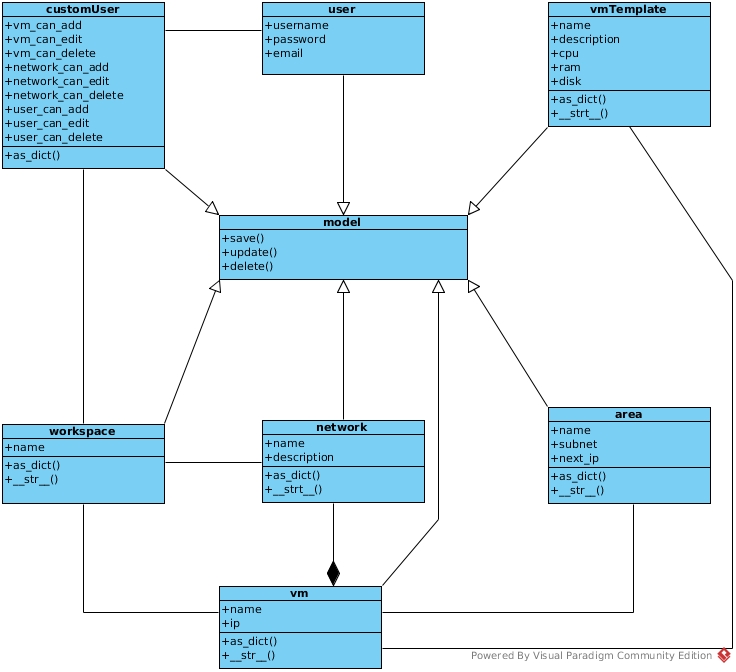 customUser
+vm_can_add
+vm_can_edit
+vm_can_delete
+network_can_add
+network_can_edit
+network_can_delete
+user_can_add
+user_can_edit
+user_can_delete
+as_dict()
user
+username
+password
+email
vmTemplate
+name
+description
+cpu
+ram
+disk
+as_dict()
+__strt__()
model
+save()
+update()
+delete()
workspace
+name
+as_dict()
+__str__()
network
+name
+description
+as_dict()
+__strt__()
area
+name
+subnet
+next_ip
+as_dict()
+__str__()
vm
+name
+ip
+as_dict()
+__str__()
Powered By Visual Paradigm Community Edition